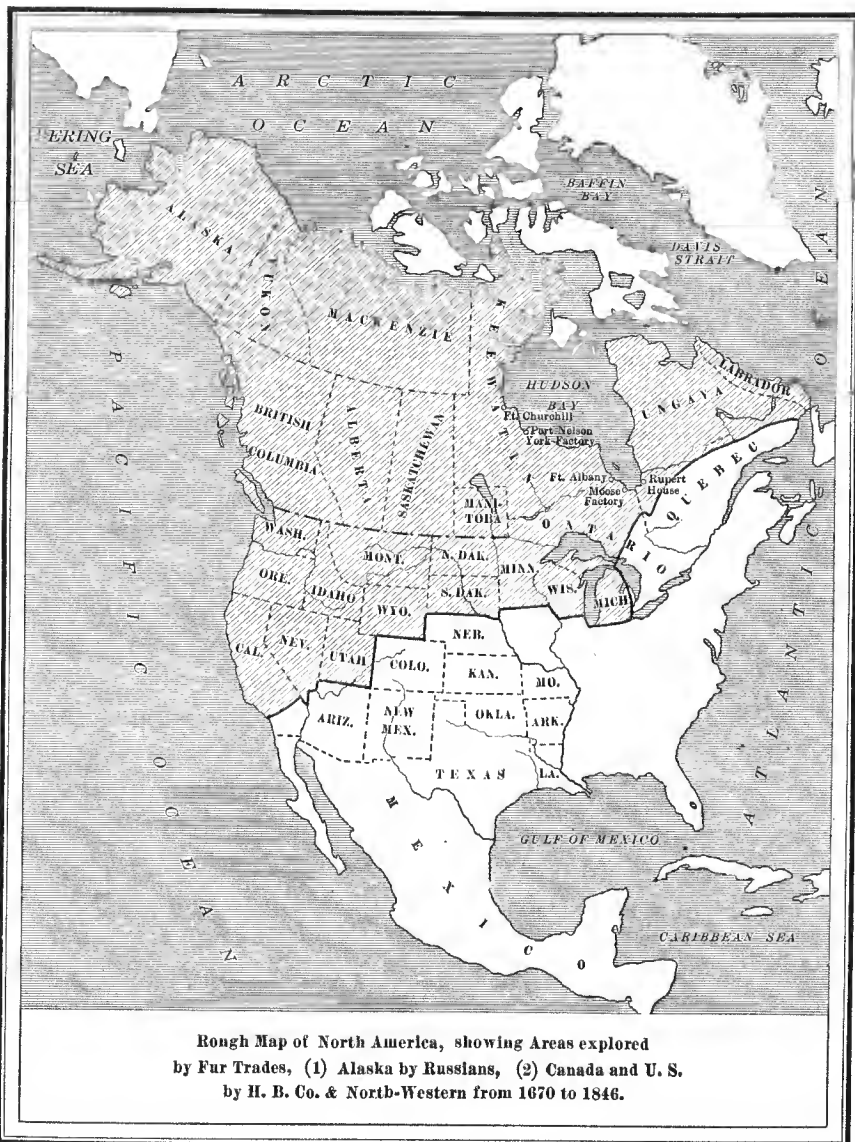 ARCTIC
OCEAN
ERING
SEA
BAFFIN
BAY
DAVIS
STRAIT
ALASKA
YUKON
MACKENZIE
KEEWATIN
HUDSON
BAY
LABRADOR
UNGAVA
Ft. Churchill
Port Nelson
York Factory
BRITISH
COLUMBIA
ALBERTA
SASKATCHEWAN
Ft. Albany
Moose
Factory
Rupert
House
QUEBEC
MANI-
TOBA
ONTARIO
WASH.
MONT.
N. DAK.
MINN.
ORE.
IDAHO
S. DAK.
WIS.
MICH
WYO.
NEB.
CAL.
NEV.
UTAH
COLO.
KAN.
MO.
ARIZ.
NEW
MEX.
OKLA.
ARK.
TEXAS
LA.
MEXICO
GULF OF MEXICO
CARIBBEAN SEA
PACIFIC
OCEAN
ATLANTIC
OCEAN
Rough Map of North America, showing Areas explored
by Fur Trades, (1) Alaska by Russians, (2) Canada and U. S.
by H. B. Co. & North-Western from 1670 to 1846.